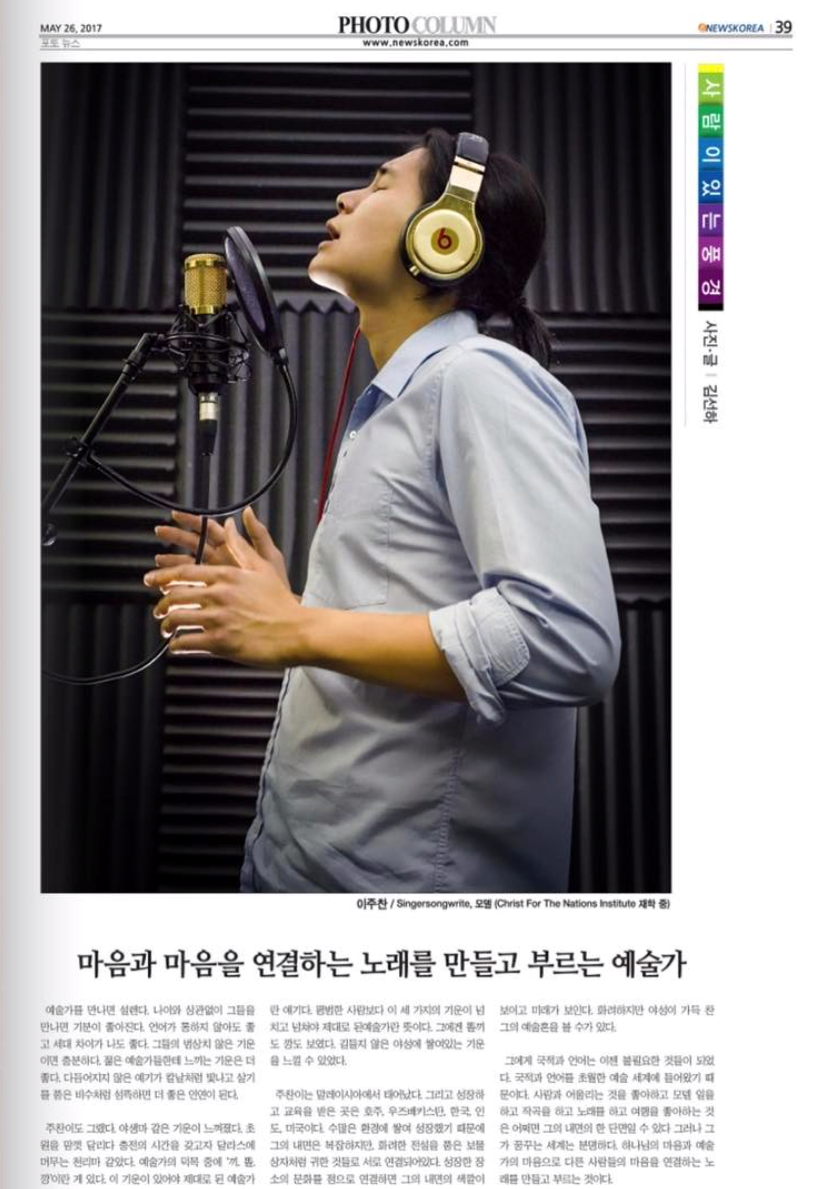 MAY 26, 2017
PHOTO COLUMN
NEWSKOREA | 39
포토 뉴스
www.newskorea.com
사람이 있는 풍경
사진·글 | 김선하
이주찬 / Singersongwrite, 모델 (Christ For The Nations Institute 재학 중)
마음과 마음을 연결하는 노래를 만들고 부르는 예술가
예술가를 만나면 설렌다. 나이와 상관없이 그들을
만나면 기분이 좋아진다. 언어가 통하지 않아도 좋
고 세대 차이가 나도 좋다. 그들의 범상치 않은 기운
이면 충분하다. 젊은 예술가들한테 느끼는 기운은 더
좋다. 다듬어지지 않은 예기가 칼날처럼 빛나고 살기
를 품은 비수처럼 섬뜩하면 더 좋은 인연이 된다.
주찬이도 그랬다. 야생마 같은 기운이 느껴졌다. 초
원을 맘껏 달리다 충전의 시간을 갖고자 달라스에
머무는 천리마 같았다. 예술가의 덕목 중에 '끼, 똘,
깡'이란 게 있다. 이 기운이 있어야 제대로 된 예술가
란 얘기다. 평범한 사람보다 이 세 가지의 기운이 넘
치고 넘쳐야 제대로 된예술가란 뜻이다. 그에겐 똘끼
도 깡도 보였다. 길들지 않은 야성에 쌓여있는 기운
을 느낄 수 있었다.
주찬이는 말레이시아에서 태어났다. 그리고 성장하
고 교육을 받은 곳은 호주, 우즈베키스탄, 한국, 인
도, 미국이다. 수많은 환경에 쌓여 성장했기 때문에
그의 내면은 복잡하지만, 화려한 전설을 품은 보물
상자처럼 귀한 것들로 서로 연결되어있다. 성장한 장
소의 문화를 점으로 연결하면 그의 내면의 색깔이
보이고 미래가 보인다. 화려하지만 야성이 가득 찬
그의 예술혼을 볼 수가 있다.
그에게 국적과 언어는 이젠 불필요한 것들이 되었
다. 국적과 언어를 초월한 예술 세계에 들어왔기 때
문이다. 사람과 어울리는 것을 좋아하고 모델 일을
하고 작곡을 하고 노래를 하고 여행을 좋아하는 것
은 어쩌면 그의 내면의 한 단면일 수 있다 그러나 그
가 꿈꾸는 세계는 분명하다. 하나님의 마음과 예술
가의 마음으로 다른 사람들의 마음을 연결하는 노
래를 만들고 부르는 것이다.